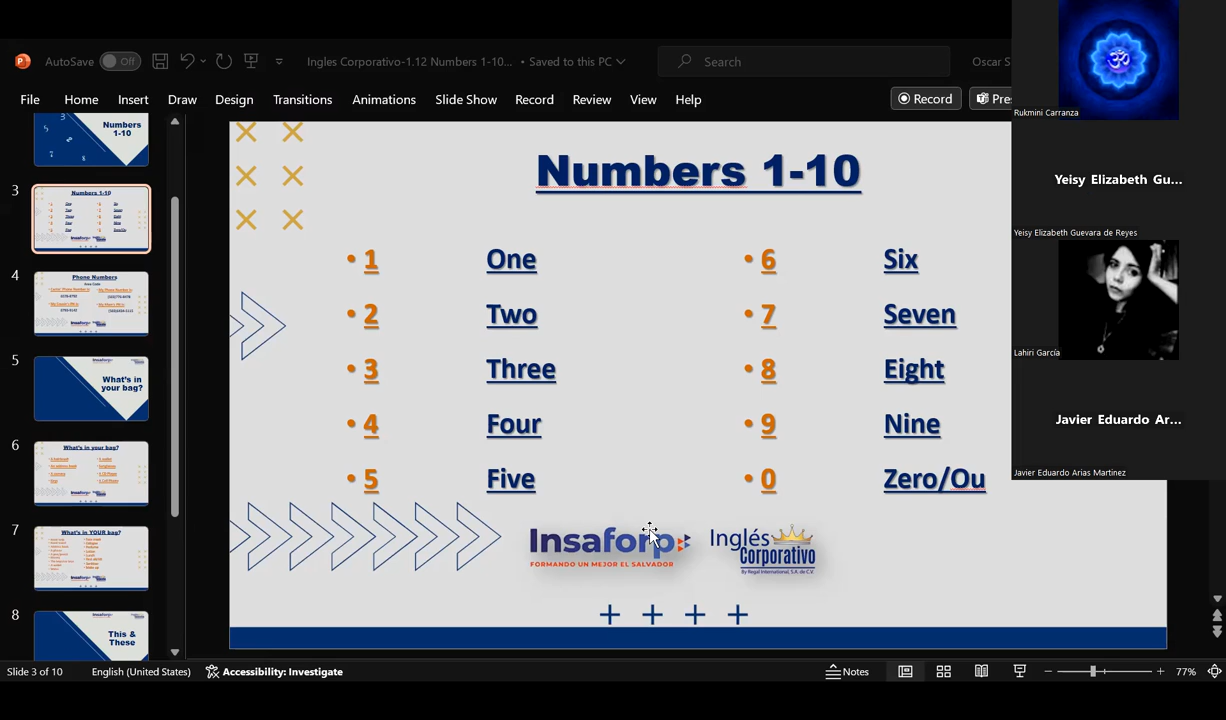 AutoSave
Off
Ingles Corporativo-1.12 Numbers 1-10... • Saved to this PC
Search
Oscar S
File Home Insert Draw Design Transitions Animations Slide Show Record Review View Help
Record
Pres
Numbers
1-10
3
Numbers 1-10
4
Phone Numbers
5
What's in
your bag?
6
What's in your bag?
7
What's in YOUR bag?
8
This &
These
Numbers 1-10
• 1 One
• 2 Two
• 3 Three
• 4 Four
• 5 Five
• 6 Six
• 7 Seven
• 8 Eight
• 9 Nine
• 0 Zero/Ou
Insaforp
FORMANDO UN MEJOR EL SALVADOR
Inglés
Corporativo
By Regal International, S.A. de C.V.
Rukmini Carranza
Yeisy Elizabeth Gu...
Yeisy Elizabeth Guevara de Reyes
Lahiri García
Javier Eduardo Ar...
Javier Eduardo Arias Martinez
Slide 3 of 10 English (United States) Accessibility: Investigate
Notes
77%